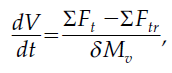 dV/dt = (ΣF_t − ΣF_tr)/(δM_v),